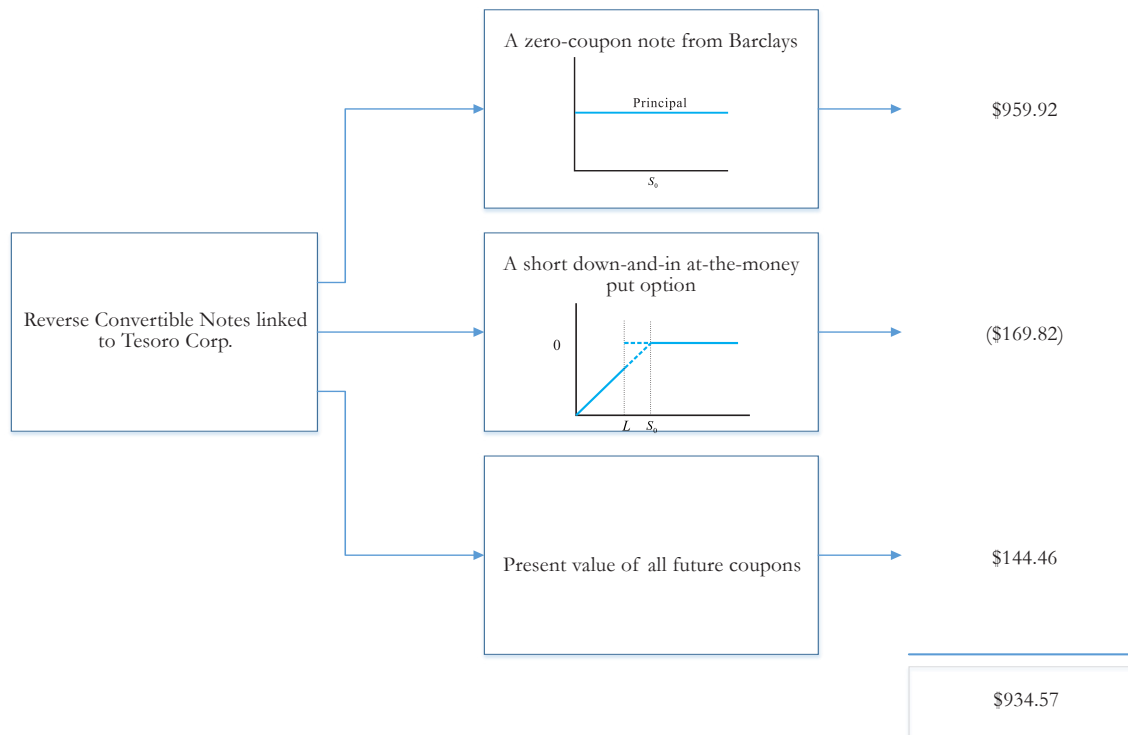 A zero-coupon note from Barclays
Principal
S₀
$959.92
Reverse Convertible Notes linked
to Tesoro Corp.
A short down-and-in at-the-money
put option
0
L S₀
($169.82)
Present value of all future coupons
$144.46
$934.57